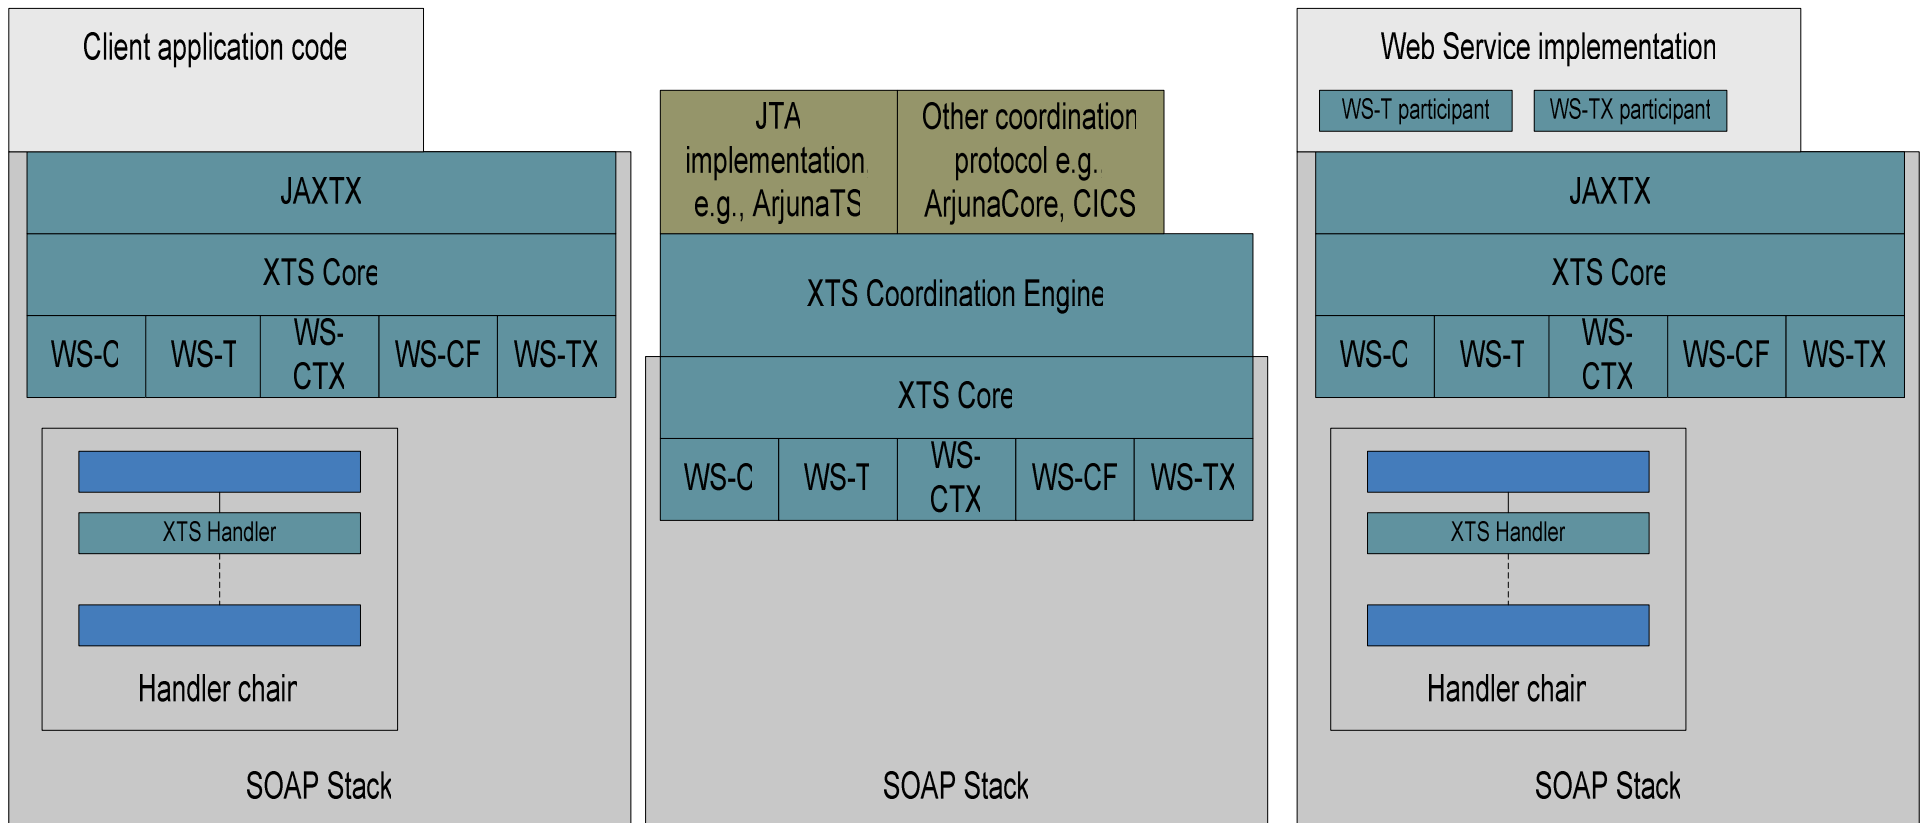 Client application code
JAXTX
XTS Core
WS-C
WS-T
WS-
CTX
WS-CF
WS-TX
XTS Handler
Handler chain
SOAP Stack
JTA
implementation
e.g., ArjunaTS
Other coordination
protocol e.g.
ArjunaCore, CICS
XTS Coordination Engine
XTS Core
WS-C
WS-T
WS-
CTX
WS-CF
WS-TX
SOAP Stack
Web Service implementation
WS-T participant
WS-TX participant
JAXTX
XTS Core
WS-C
WS-T
WS-
CTX
WS-CF
WS-TX
XTS Handler
Handler chain
SOAP Stack